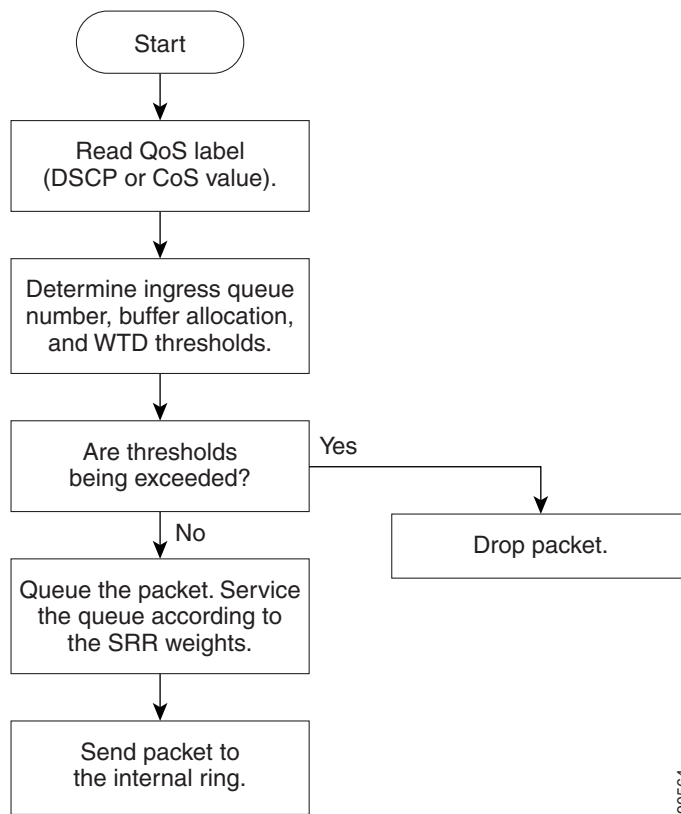 Start
Read QoS label
(DSCP or CoS value).
Determine ingress queue
number, buffer allocation,
and WTD thresholds.
Are thresholds
being exceeded?
Yes
No
Drop packet.
Queue the packet. Service
the queue according to
the SRR weights.
Send packet to
the internal ring.